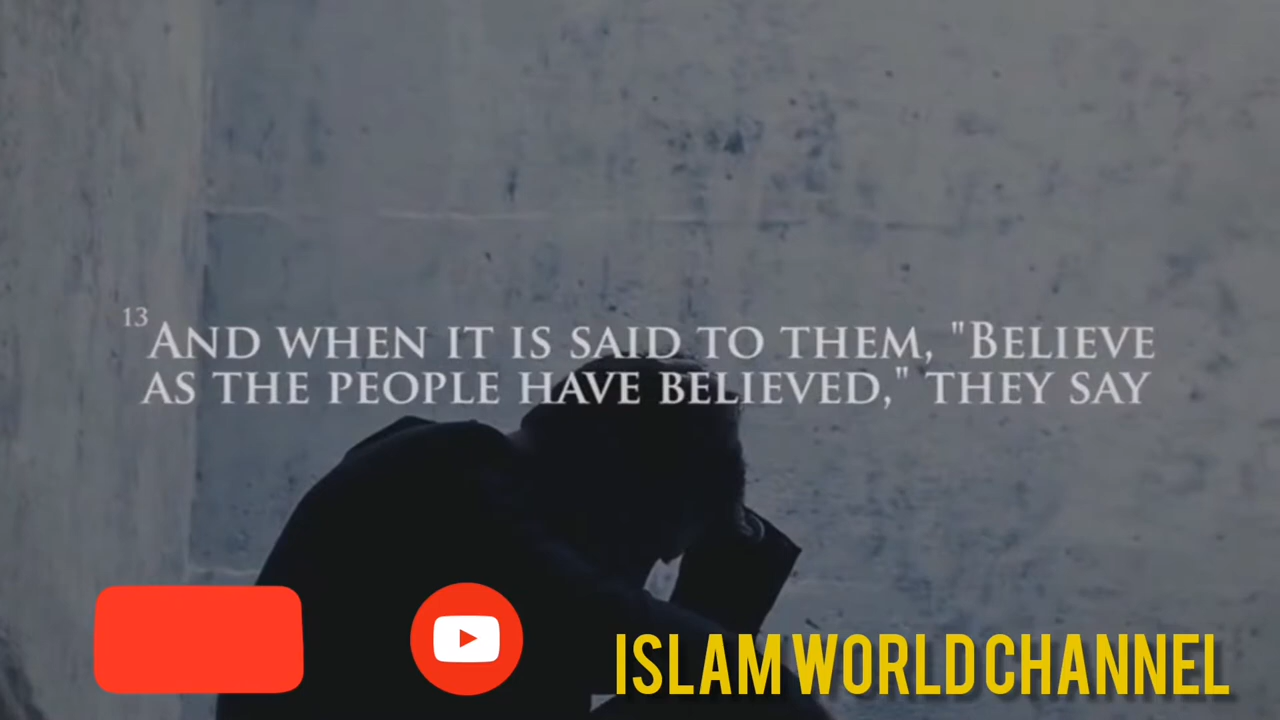 13 AND WHEN IT IS SAID TO THEM, "BELIEVE
AS THE PEOPLE HAVE BELIEVED," THEY SAY
ISLAM WORLD CHANNEL